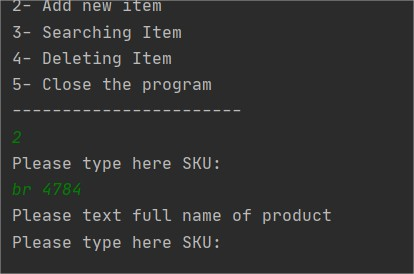 2- Add new item
3- Searching Item
4- Deleting Item
5- Close the program
-----------------------
2
Please type here SKU:
br 4784
Please text full name of product
Please type here SKU: